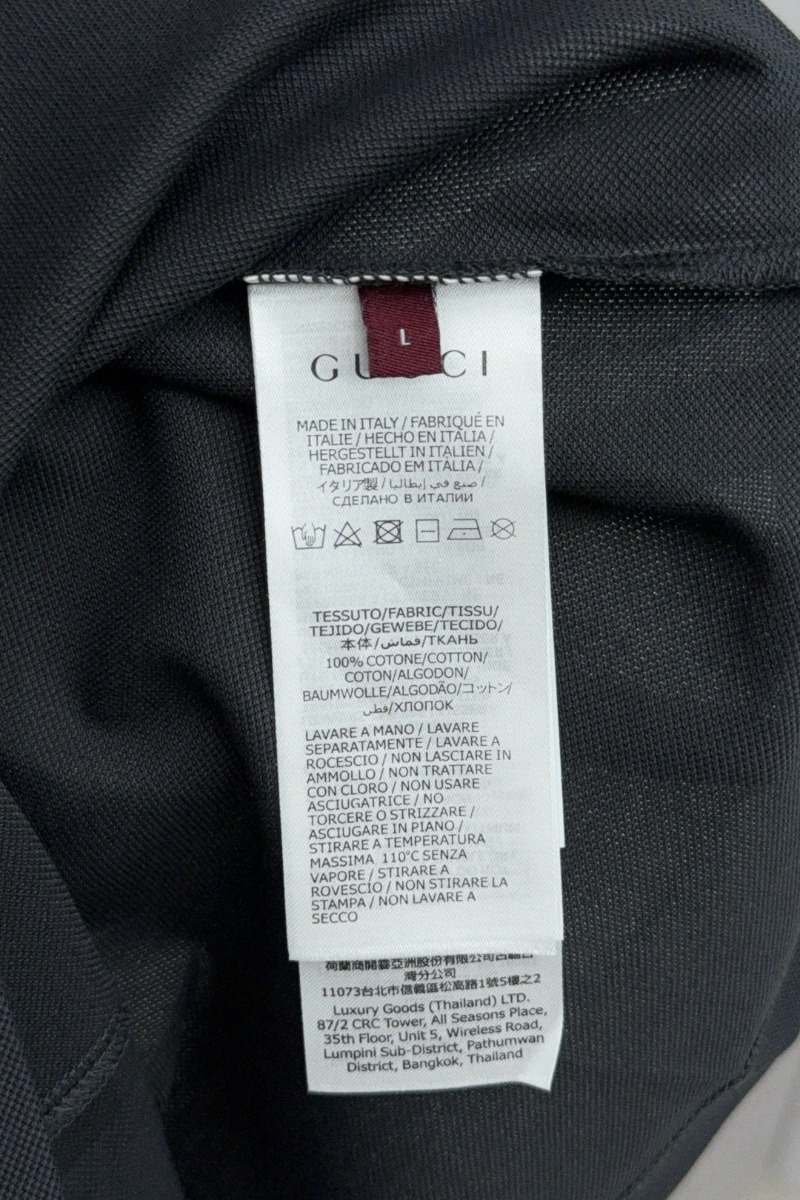 L
GUCCI
MADE IN ITALY / FABRIQUÉ EN
ITALIE / HECHO EN ITALIA /
HERGESTELLT IN ITALIEN /
FABRICADO EM ITÁLIA /
イタリア製 / صنع في إيطاليا /
СДЕЛАНО В ИТАЛИИ
TESSUTO/FABRIC/TISSU/
TEJIDO/GEWEBE/TECIDO/
本体/قماش/ТКАНЬ
100% COTONE/COTTON/
COTON/ALGODON/
BAUMWOLLE/ALGODÃO/コットン/
قطن/ХЛОПОК
LAVARE A MANO / LAVARE
SEPARATAMENTE / LAVARE A
ROCESCIO / NON LASCIARE IN
AMMOLLO / NON TRATTARE
CON CLORO / NON USARE
ASCIUGATRICE / NO
TORCERE O STRIZZARE /
ASCIUGARE IN PIANO /
STIRARE A TEMPERATURA
MASSIMA 110°C SENZA
VAPORE / STIRARE A
ROVESCIO / NON STIRARE LA
STAMPA / NON LAVARE A
SECCO
荷蘭商開雲亞洲股份有限公司台
灣分公司
11073台北市信義區松高路1號5樓之2
Luxury Goods (Thailand) LTD.
87/2 CRC Tower, All Seasons Place,
35th Floor, Unit 5, Wireless Road,
Lumpini Sub-District, Pathumwan
District, Bangkok, Thailand